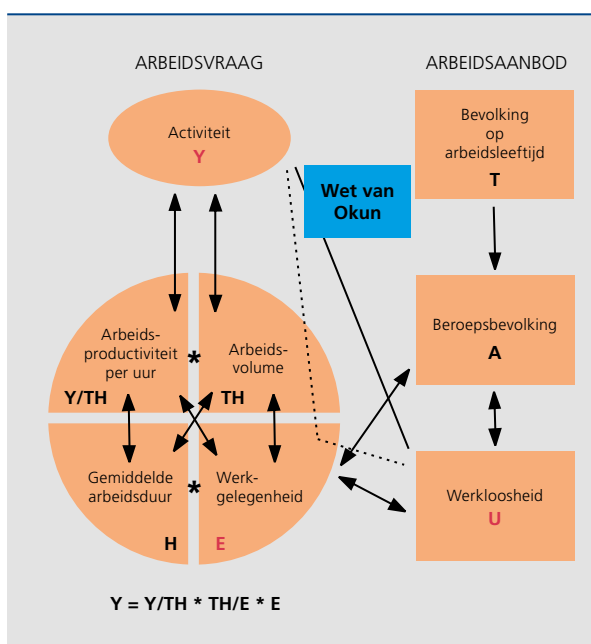 ARBEIDSVRAAG
ARBEIDSAANBOD
Activiteit
Y
Wet van
Okun
Bevolking
op
arbeidsleeftijd
T
Arbeids-
productiviteit
per uur
Y/TH
*
Arbeids-
volume
TH
Beroepsbevolking
A
Gemiddelde
arbeidsduur
H
*
Werk-
gelegenheid
E
Werkloosheid
U
Y = Y/TH * TH/E * E